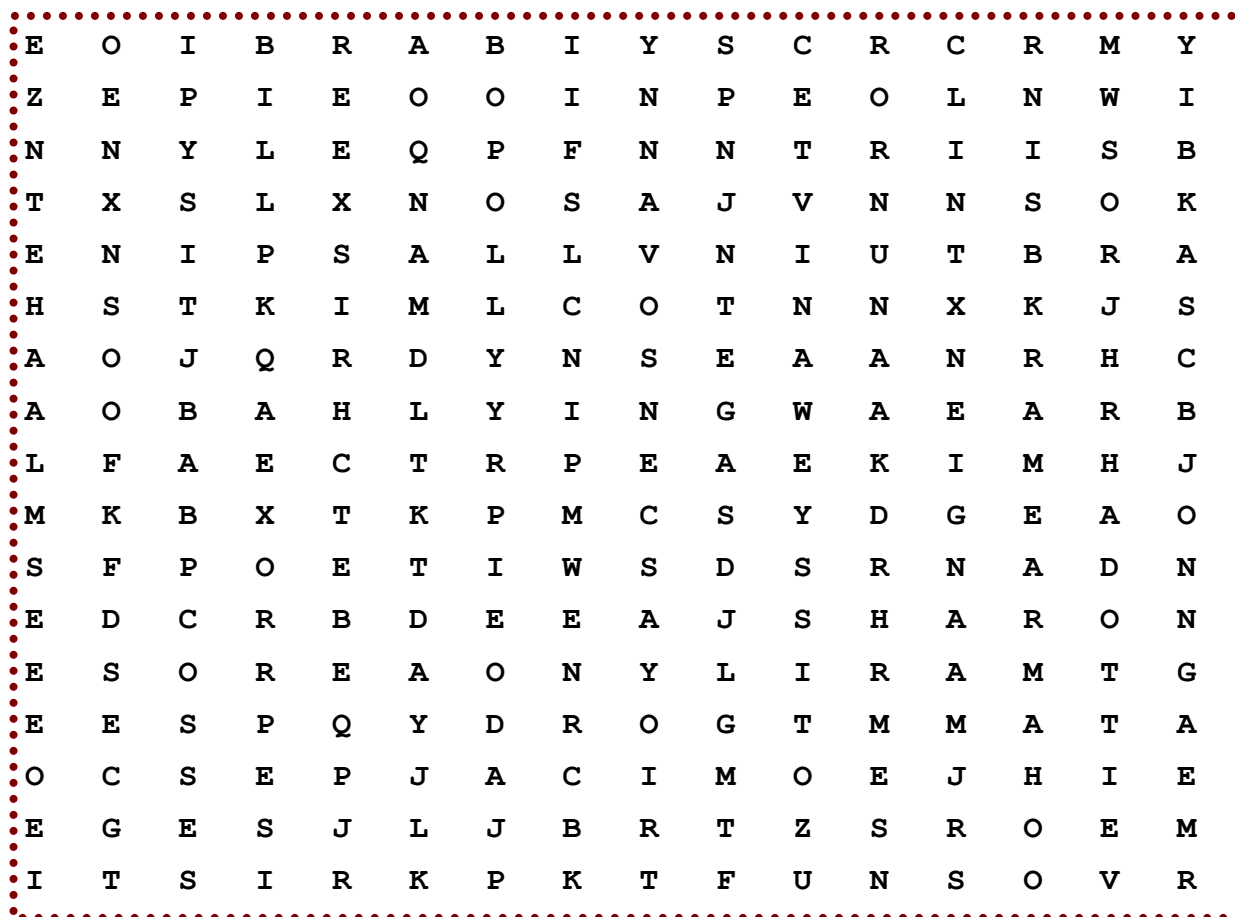 E O I B R A B I Y S C R C R M Y
Z E P I E O O I N P E O L N W I
N N Y L E Q P F N N T R I I S B
T X S L X N O S A J V N N S O K
E N I P S A L L V N I U T B R A
H S T K I M L C O T N N X K J S
A O J Q R D Y N S E A A N R H C
A O B A H L Y I N G W A E A R B
L F A E C T R P E A E K I M H J
M K B X T K P M C S Y D G E A O
S F P O E T I W S D S R N A D N
E D C R B D E E A J S H A R O N
E S O R E A O N Y L I R A M T G
E E S P Q Y D R O G T M M A T A
O C S E P J A C I M O E J H I E
E G E S J L J B R T Z S R O E M
I T S I R K P K T F U N S O V R